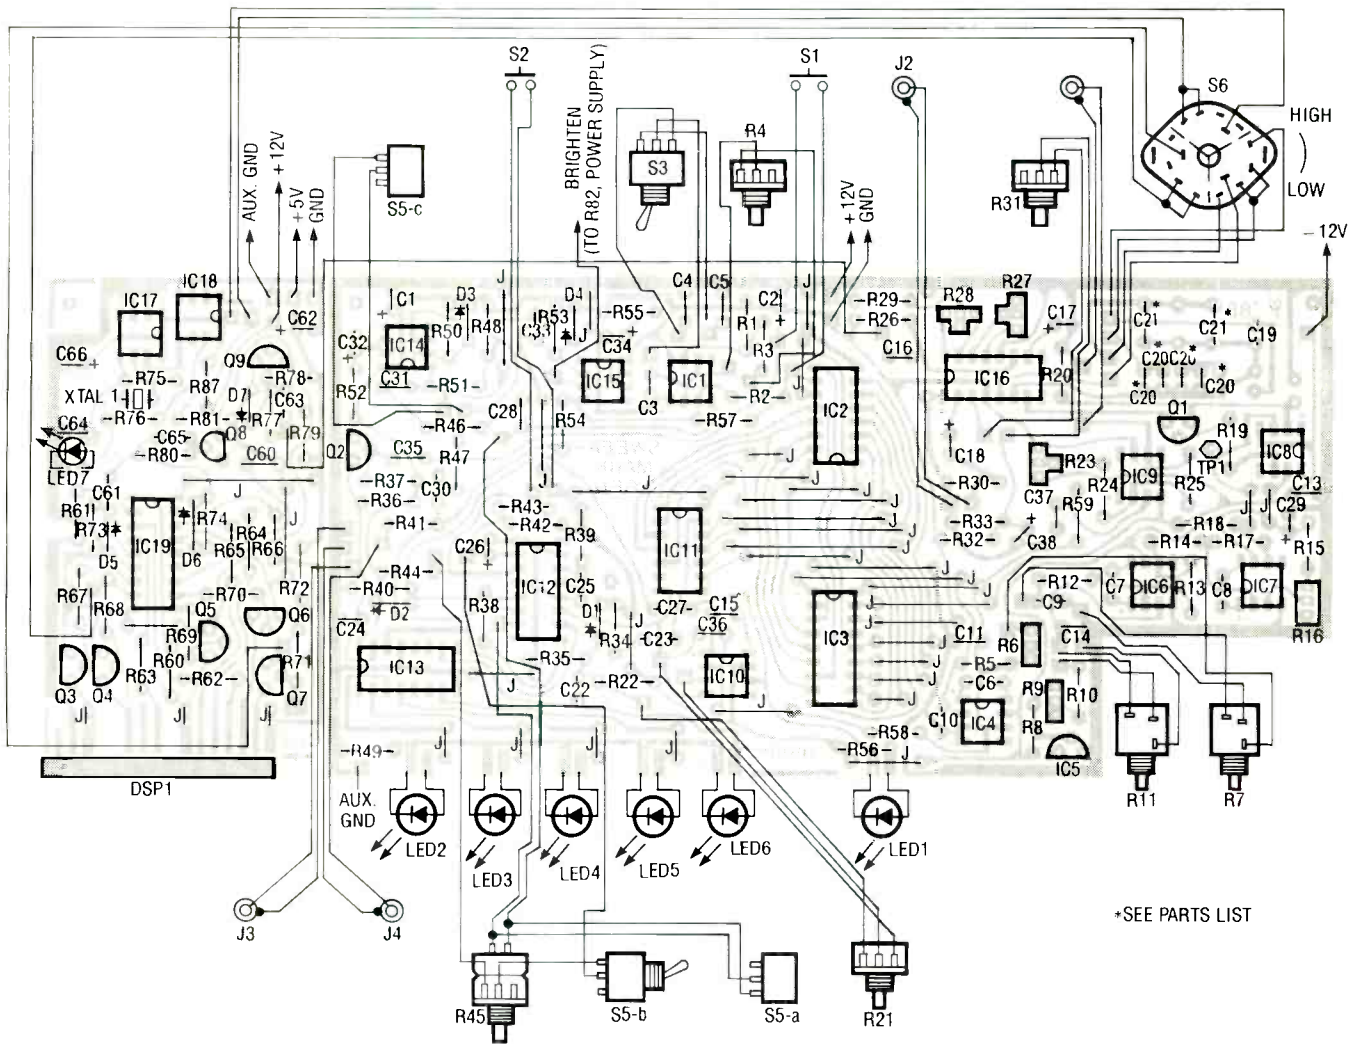 S2
BRIGHTEN
(TO R82, POWER SUPPLY)
S1
J2
S6
HIGH
LOW
AUX. GND
+12V
+5V
GND
S5-c
S3
R4
+12V
GND
R31
-12V
IC17
IC18
C62
C1
D3
R50
R48
J
C33
R53
D4
J
R55
C34
C4
C5
R1
C2
J
R3
R29
R26
R28
R27
C17
C21*
C21*
C19
C66
Q9
C32
IC14
C31
IC15
IC1
C16
IC16
R20
C20*
C20*
C20*
C20*
XTAL 1
R75
R76
R87
D7
R78
C63
R52
R51
C28
C3
R2
J
IC2
C64
R81
C65
R80
Q8
R77
R79
C60
Q2
R46
C35
R47
R54
R57
C18
R23
Q1
TP1
R19
IC8
LED7
C61
R61
R73
D5
J
R37
R36
C30
R43
R42
J
J
R30
C37
R59
R24
IC9
R25
C13
J
J
C29
IC19
D6
R74
R65
R64
R66
J
R41
C26
J
R39
IC11
J
R33
R32
C38
R18
R14
R17
R15
R67
R68
R70
R72
R44
R40
D2
R38
IC12
C25
D1
R34
J
C27
C23
C15
C36
J
IC3
J
R12
C9
C7
IC6
R13
C8
IC7
R16
Q5
Q6
C24
R69
R60
R63
R62
R71
Q7
IC13
J
R35
C22
R22
IC10
J
J
C11
R5
C6
R6
C14
R9
R10
Q3
Q4
J
J
J
R49
J
J
J
J
J
R58
R56
J
C10
IC4
R8
IC5
DSP1
AUX.
GND
LED2
LED3
LED4
LED5
LED6
LED1
R11
R7
J3
J4
*SEE PARTS LIST
R45
S5-b
S5-a
R21